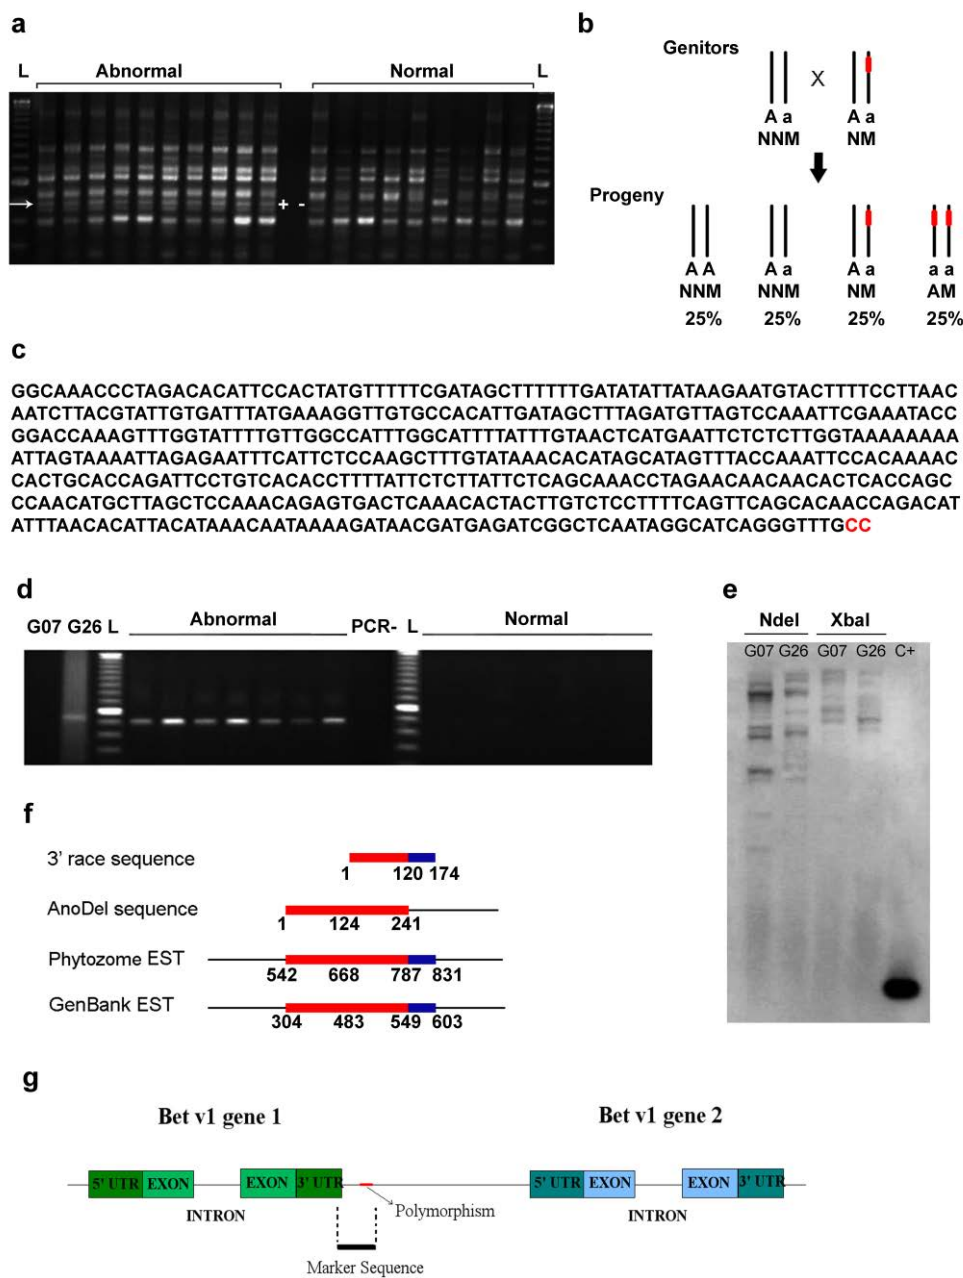 a
L Abnormal Normal L
+ -
b
Genitors
X
A a A a
NNM NM
Progeny
A A A a A a a a
NNM NNM NM AM
25% 25% 25% 25%
c
GGCAAACCCTAGACACATTCCACTATGTTTTTCGATAGCTTTTTTGATATATTATAAGAATGTACTTTTCCTTAAC
AATCTTACGTATTGTGATTTATGAAAGGTTGTGCCACATTGATAGCTTTAGATGTTAGTCCAAATTCGAAATACC
GGACCAAAGTTTGGTATTTTGTTGGCCATTTGGCATTTTATTTGTAACTCATGAATTCTCTCTTGGTAAAAAAAA
ATTAGTAAAATTAGAGAATTTCATTCTCCAAGCTTTGTATAAACACATAGCATAGTTTACCAAATTCCACAAAAC
CACTGCACCAGATTCCTGTCACACCTTTTATTCTCTTATTCTCAGCAAACCTAGAACAACAACACTCACCAGC
CCAACATGCTTAGCTCCAAACAGAGTGACTCAAACACTACTTGTCTCCTTTTCAGTTCAGCACAACCAGACAT
ATTTAACACATTACATAAACAATAAAAGATAACGATGAGATCGGCTCAATAGGCATCAGGGTTTGCC
d
G07 G26 L Abnormal PCR- L Normal
e
NdeI XbaI
G07 G26 G07 G26 C+
f
3' race sequence
1 120 174
AnoDel sequence
1 124 241
Phytozome EST
542 668 787 831
GenBank EST
304 483 549 603
g
Bet v1 gene 1 Bet v1 gene 2
5' UTR EXON EXON 3' UTR 5' UTR EXON EXON 3' UTR
INTRON Polymorphism INTRON
Marker Sequence